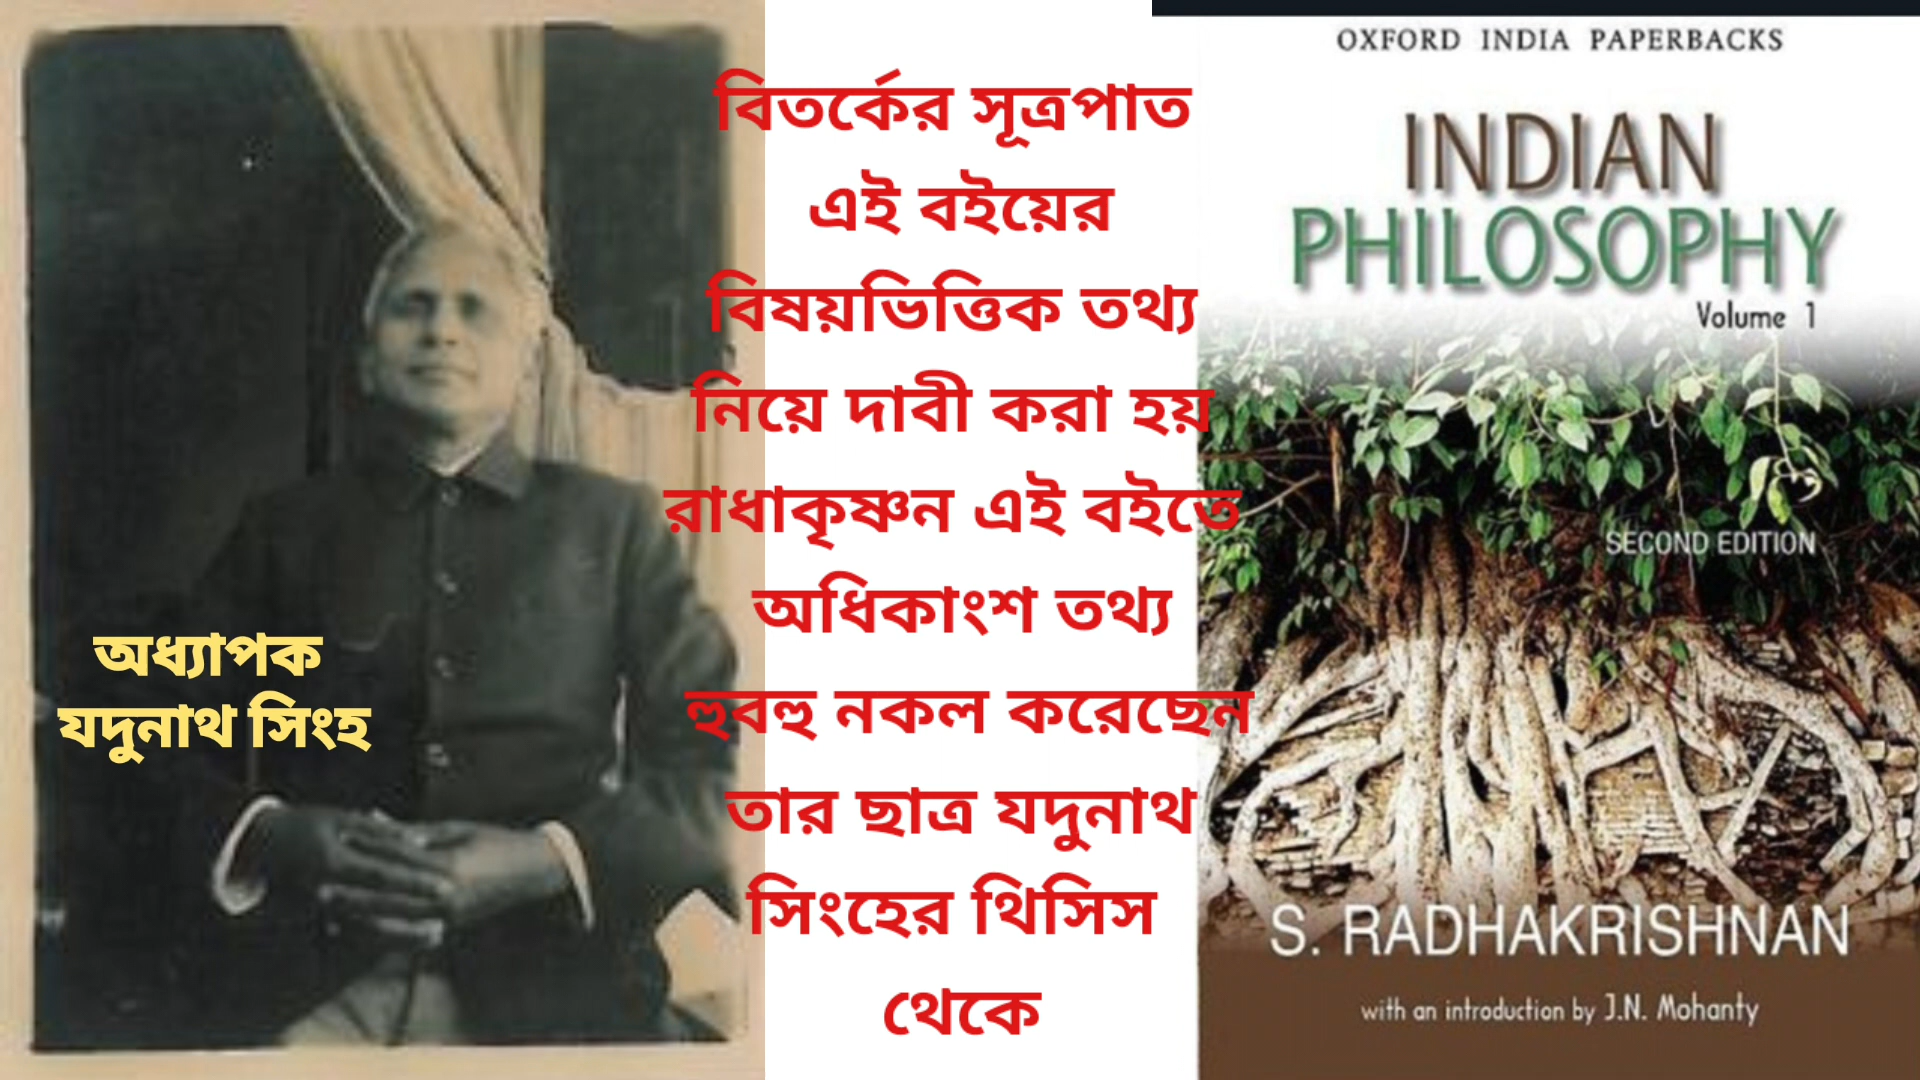 অধ্যাপক
যদুনাথ সিংহ
বিতর্কের সূত্রপাত
এই বইয়ের
বিষয়ভিত্তিক তথ্য
নিয়ে দাবী করা হয়
রাধাকৃষ্ণন এই বইতে
অধিকাংশ তথ্য
হুবহু নকল করেছেন
তার ছাত্র যদুনাথ
সিংহের থিসিস
থেকে
OXFORD INDIA PAPERBACKS
INDIAN
PHILOSOPHY
Volume 1
SECOND EDITION
S. RADHAKRISHNAN
with an introduction by J.N. Mohanty